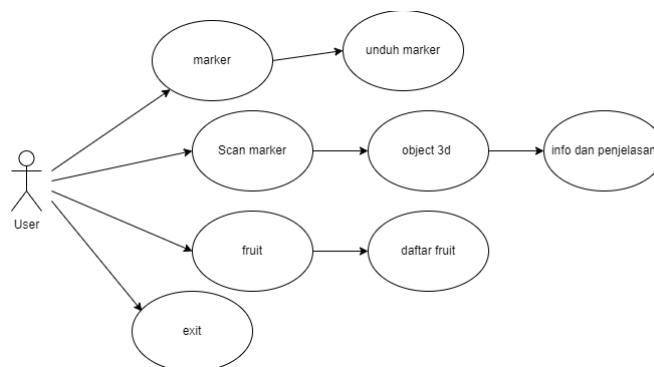 unduh marker
marker
Scan marker
object 3d
info dan penjelasan
User
fruit
daftar fruit
exit